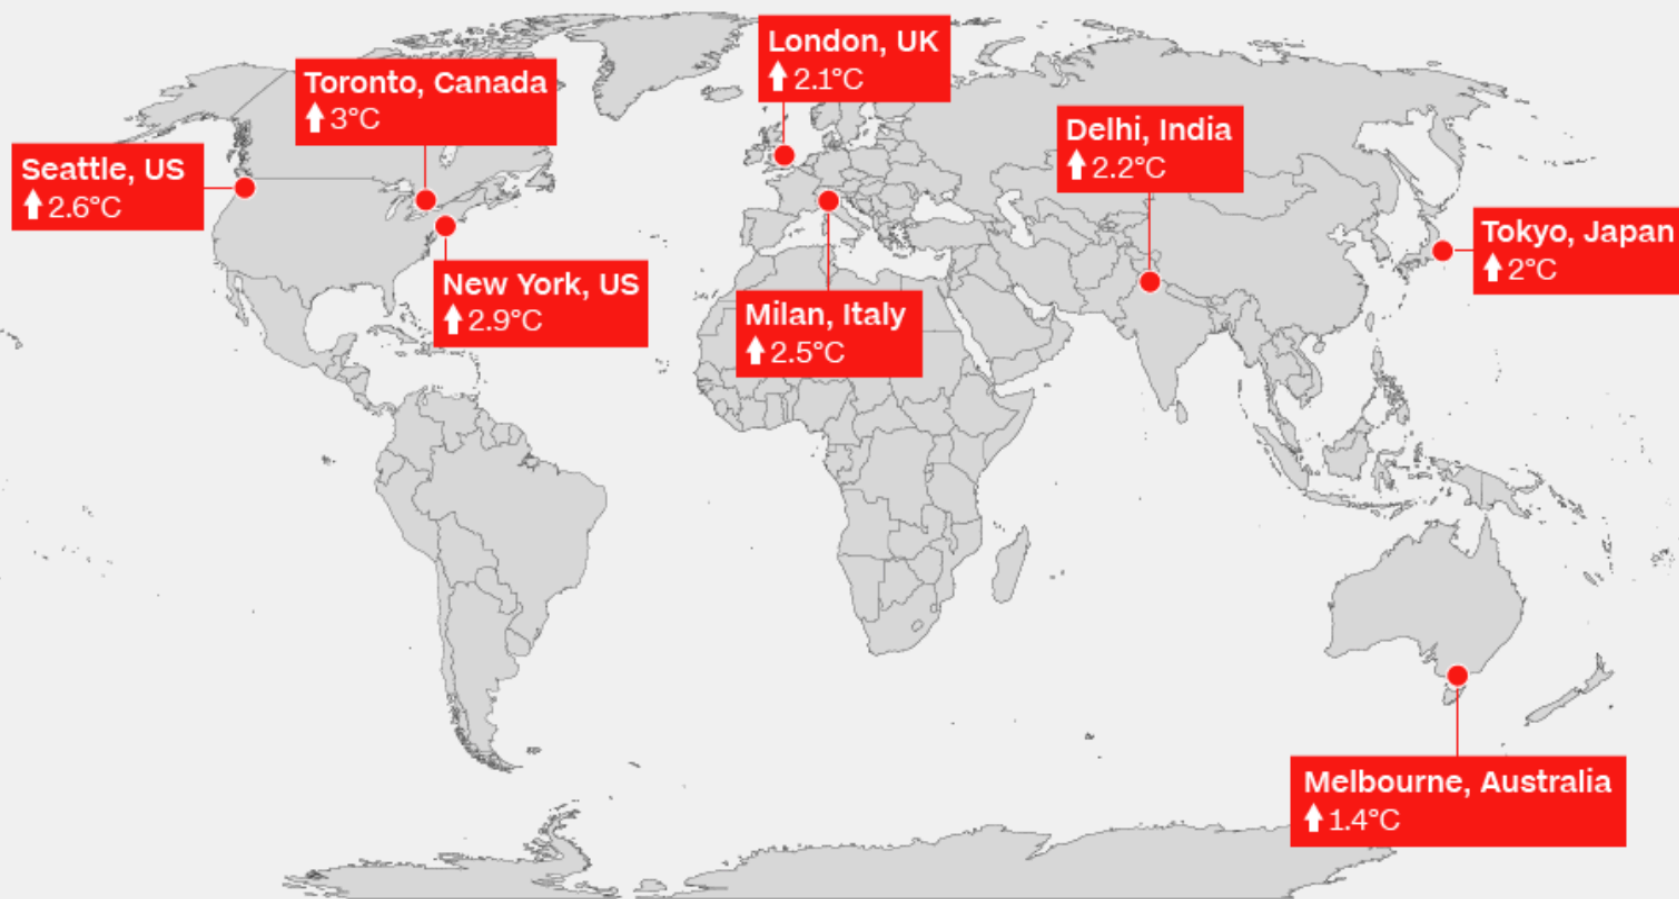 London, UK
⬆ 2.1°C
Toronto, Canada
⬆ 3°C
Delhi, India
⬆ 2.2°C
Seattle, US
⬆ 2.6°C
Tokyo, Japan
⬆ 2°C
New York, US
⬆ 2.9°C
Milan, Italy
⬆ 2.5°C
Melbourne, Australia
⬆ 1.4°C